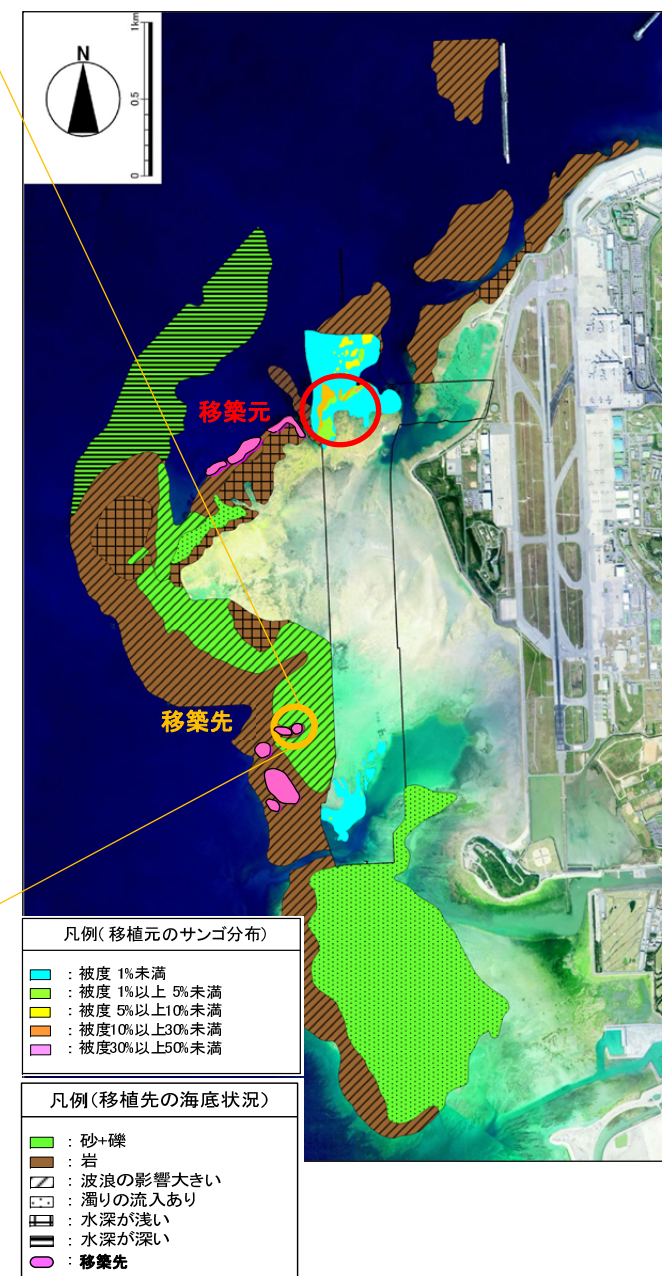 N
1km
0.5
0
移築元
移築先
凡例(移植元のサンゴ分布)
:被度 1%未満
:被度 1%以上 5%未満
:被度 5%以上10%未満
:被度10%以上30%未満
:被度30%以上50%未満
凡例(移植先の海底状況)
:砂+礫
:岩
:波浪の影響大きい
:濁りの流入あり
:水深が浅い
:水深が深い
:移築先